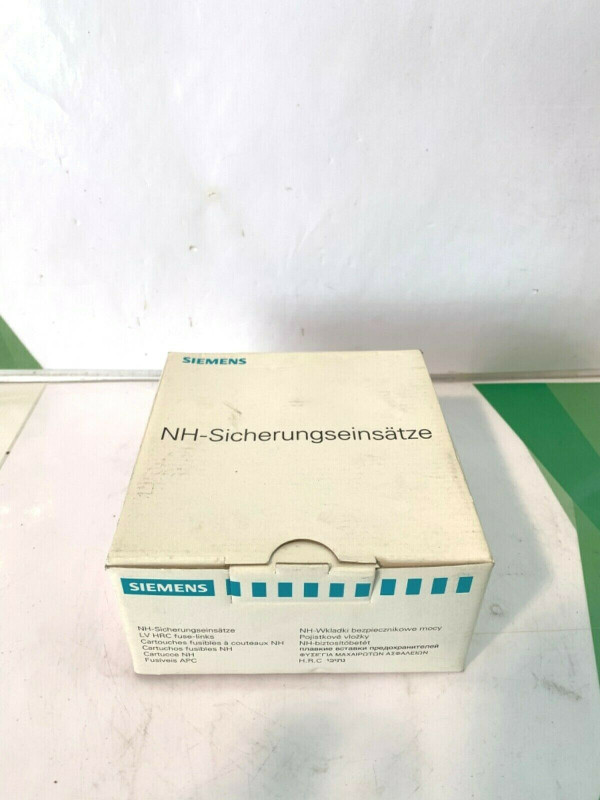 SIEMENS
NH-Sicherungseinsätze
SIEMENS
NH-Sicherungseinsätze
LV HRC fuse-links
Cartouches fusibles à couteaux NH
Cartuchos fusibles NH
Cartucce NH
Fusíveis APC
NH-Wkładki bezpiecznikowe mocy
Pojistkové vložky
NH-biztosítóbetét
плавкие вставки предохранителей
ΦΥΣΕΓΓΙΑ ΜΑΧΑΙΡΩΤΩΝ ΑΣΦΑΛΕΙΩΝ
H.R.C